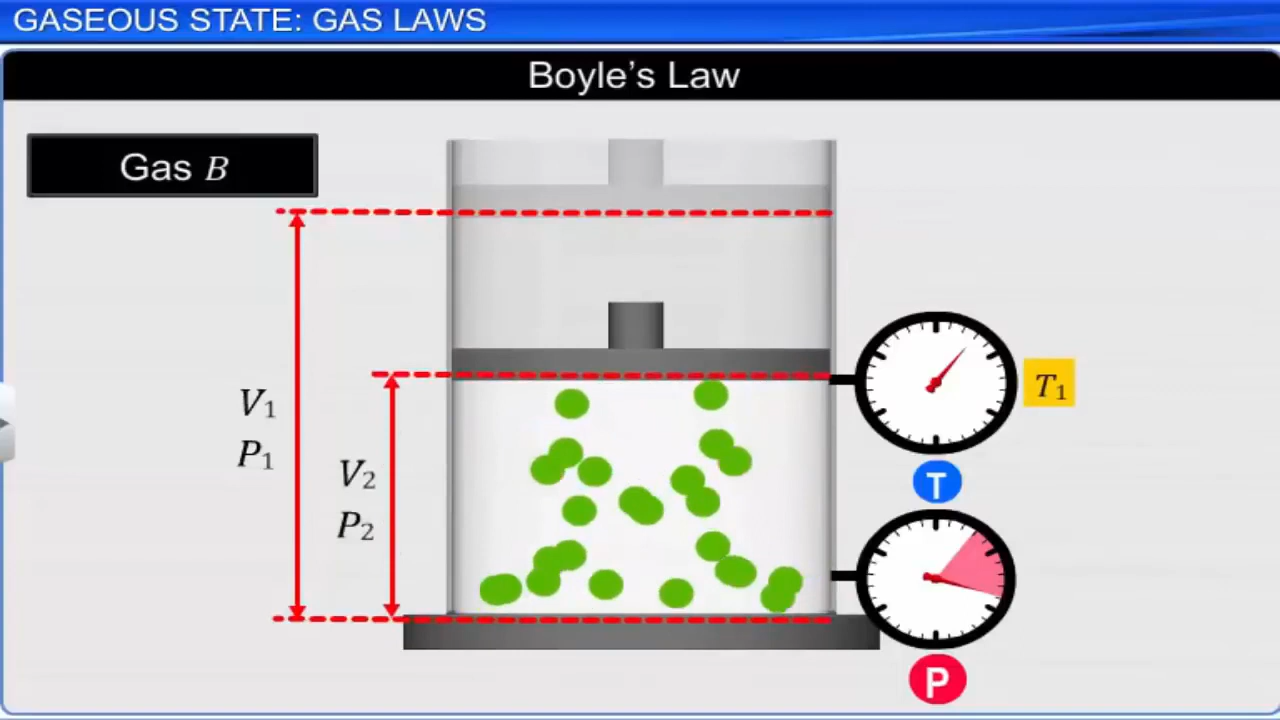 GASEOUS STATE: GAS LAWS
Boyle’s Law
Gas B
V₁
P₁
V₂
P₂
T₁
T
P